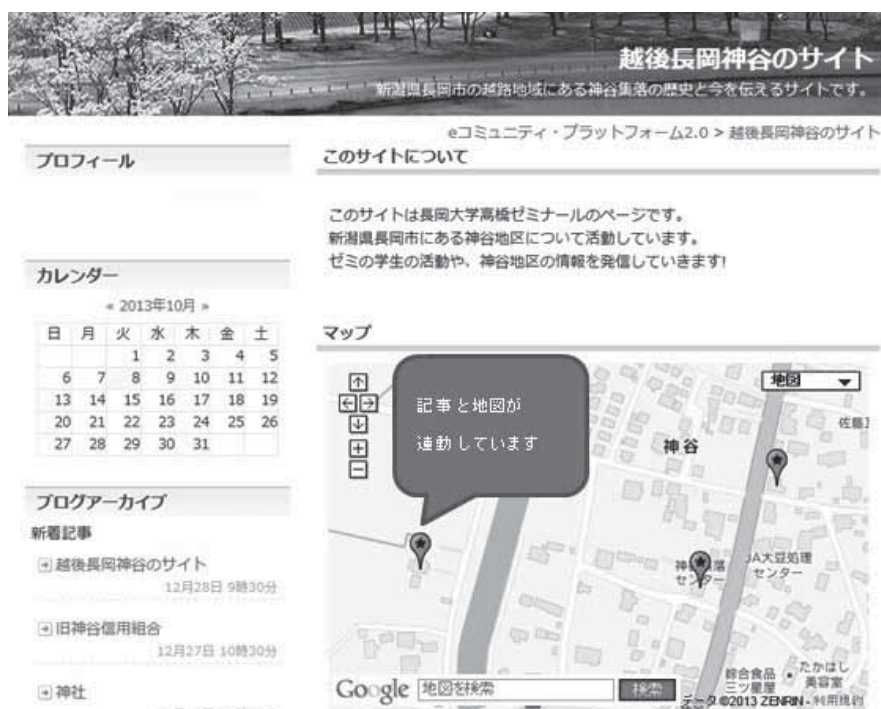 越後長岡神谷のサイト
新潟県長岡市の越路地域にある神谷集落の歴史と今を伝えるサイトです。
eコミュニティ・プラットフォーム2.0 > 越後長岡神谷のサイト
プロフィール
カレンダー
« 2013年10月 »
日 月 火 水 木 金 土
1 2 3 4 5
6 7 8 9 10 11 12
13 14 15 16 17 18 19
20 21 22 23 24 25 26
27 28 29 30 31
ブログアーカイブ
新着記事
越後長岡神谷のサイト
12月28日 9時30分
旧神谷信用組合
12月27日 10時30分
神社
このサイトについて
このサイトは長岡大学高橋ゼミナールのページです。
新潟県長岡市にある神谷地区について活動しています。
ゼミの学生の活動や、神谷地区の情報を発信していきます!
マップ
記事と地図が
連動しています
地図
神谷
JA大豆処理
センター
センター
綜合食品
三ツ星屋
たかはし
美容室
Google 地図を検索 検索
データ©2013 ZENRIN - 利用規約